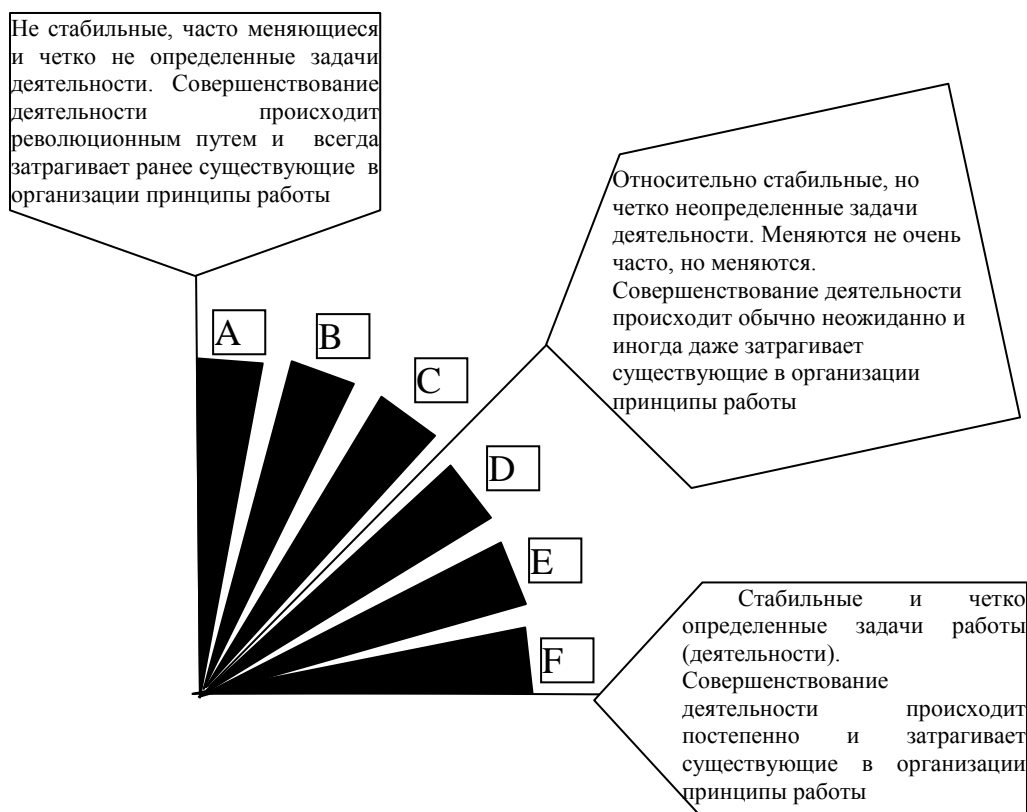 Не стабильные, часто меняющиеся
и четко не определенные задачи
деятельности. Совершенствование
деятельности происходит
революционным путем и всегда
затрагивает ранее существующие в
организации принципы работы
Относительно стабильные, но
четко неопределенные задачи
деятельности. Меняются не очень
часто, но меняются.
Совершенствование деятельности
происходит обычно неожиданно и
иногда даже затрагивает
существующие в организации
принципы работы
A
B
C
D
E
F
Стабильные и четко
определенные задачи работы
(деятельности).
Совершенствование
деятельности происходит
постепенно и затрагивает
существующие в организации
принципы работы